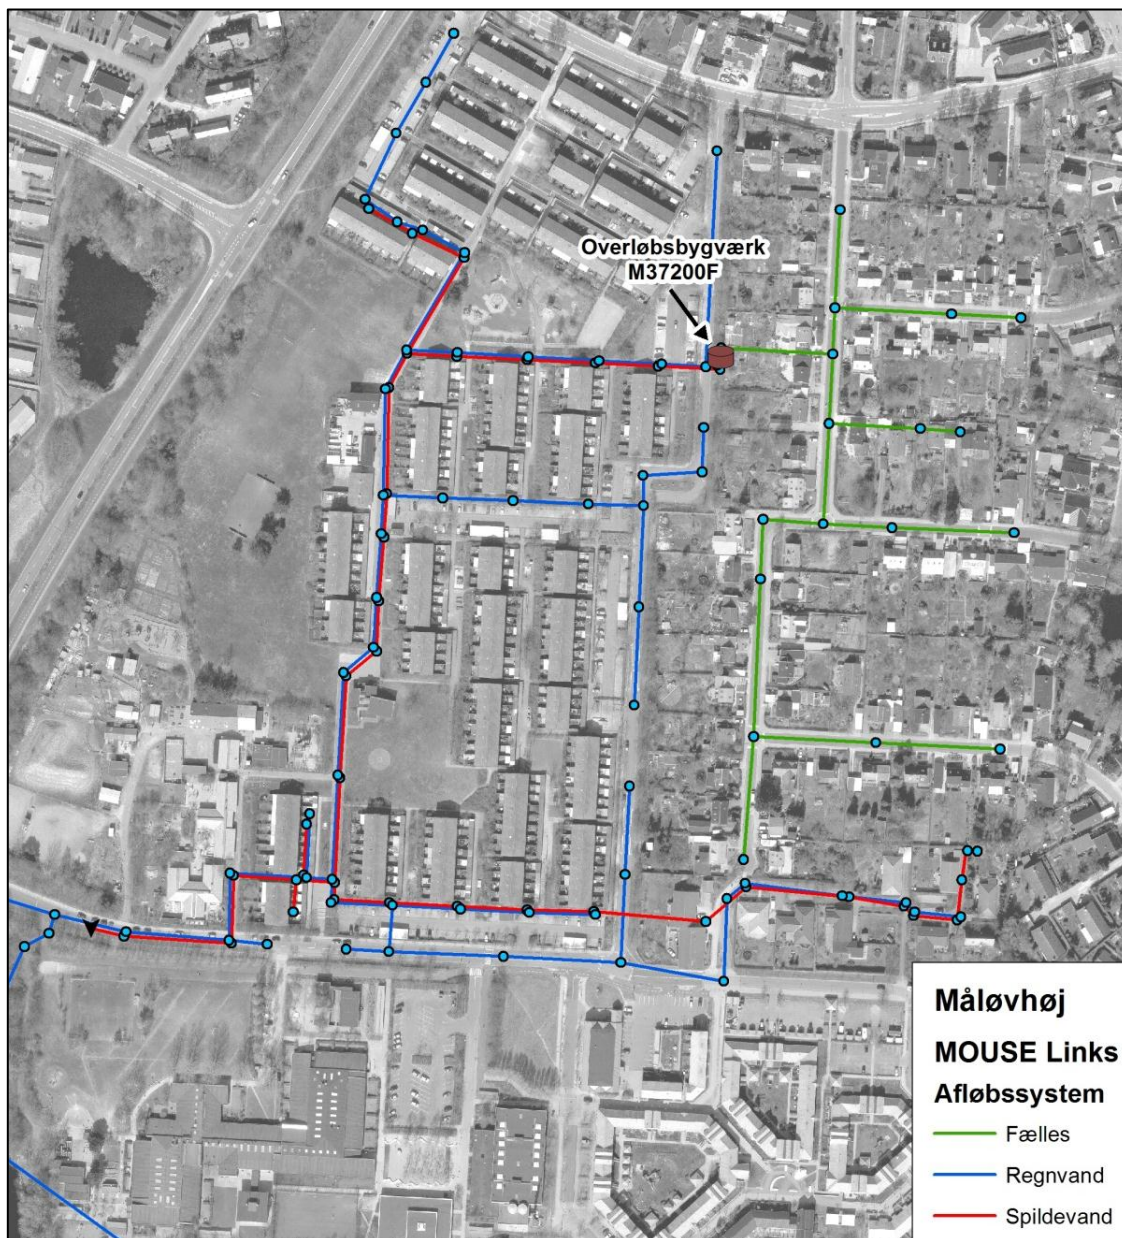 Overløbsbygværk
M37200F
Måløvhøj
MOUSE Links
Afløbssystem
Fælles
Regnvand
Spildevand